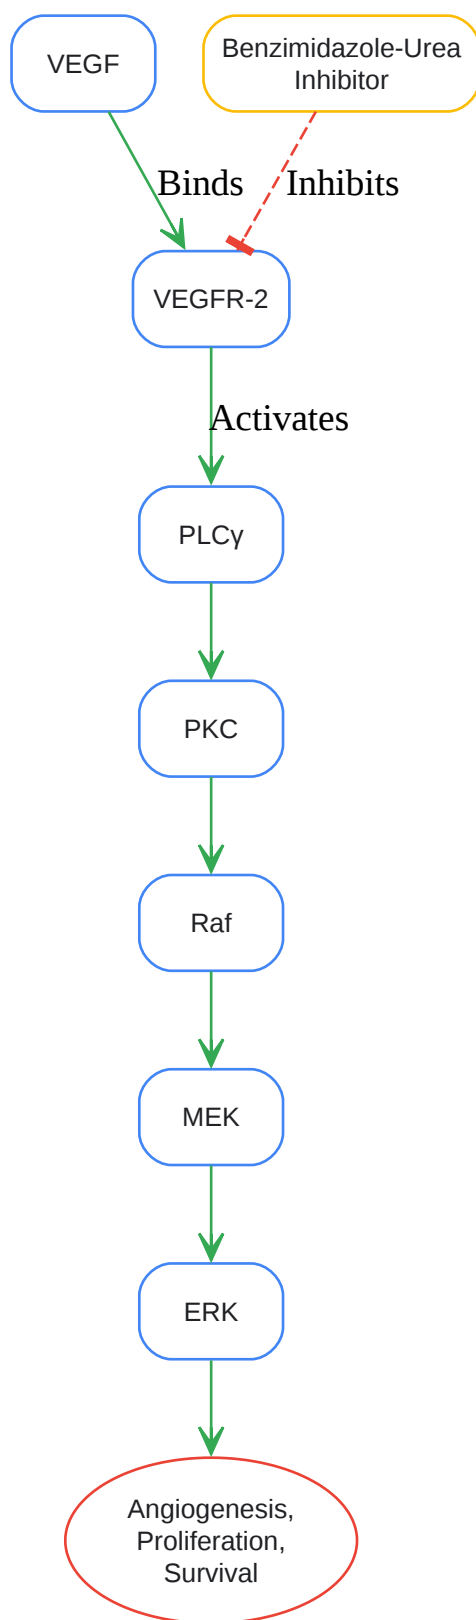 VEGF
Benzimidazole-Urea
Inhibitor
Binds
Inhibits
VEGFR-2
Activates
PLCγ
PKC
Raf
MEK
ERK
Angiogenesis,
Proliferation,
Survival